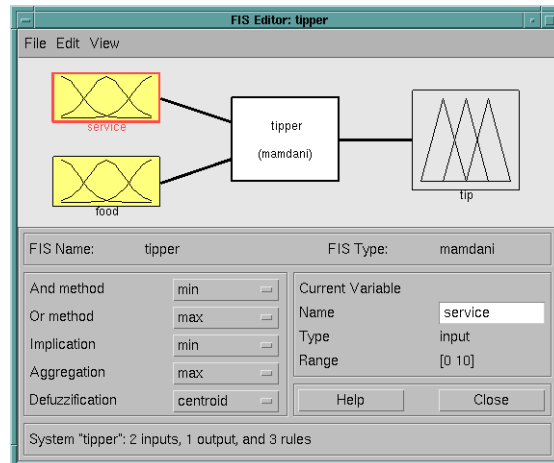 FIS Editor: tipper
File Edit View
service
food
tipper
(mamdani)
tip
FIS Name: tipper FIS Type: mamdani
And method min
Or method max
Implication min
Aggregation max
Defuzzification centroid
Current Variable
Name service
Type input
Range [0 10]
Help Close
System "tipper": 2 inputs, 1 output, and 3 rules